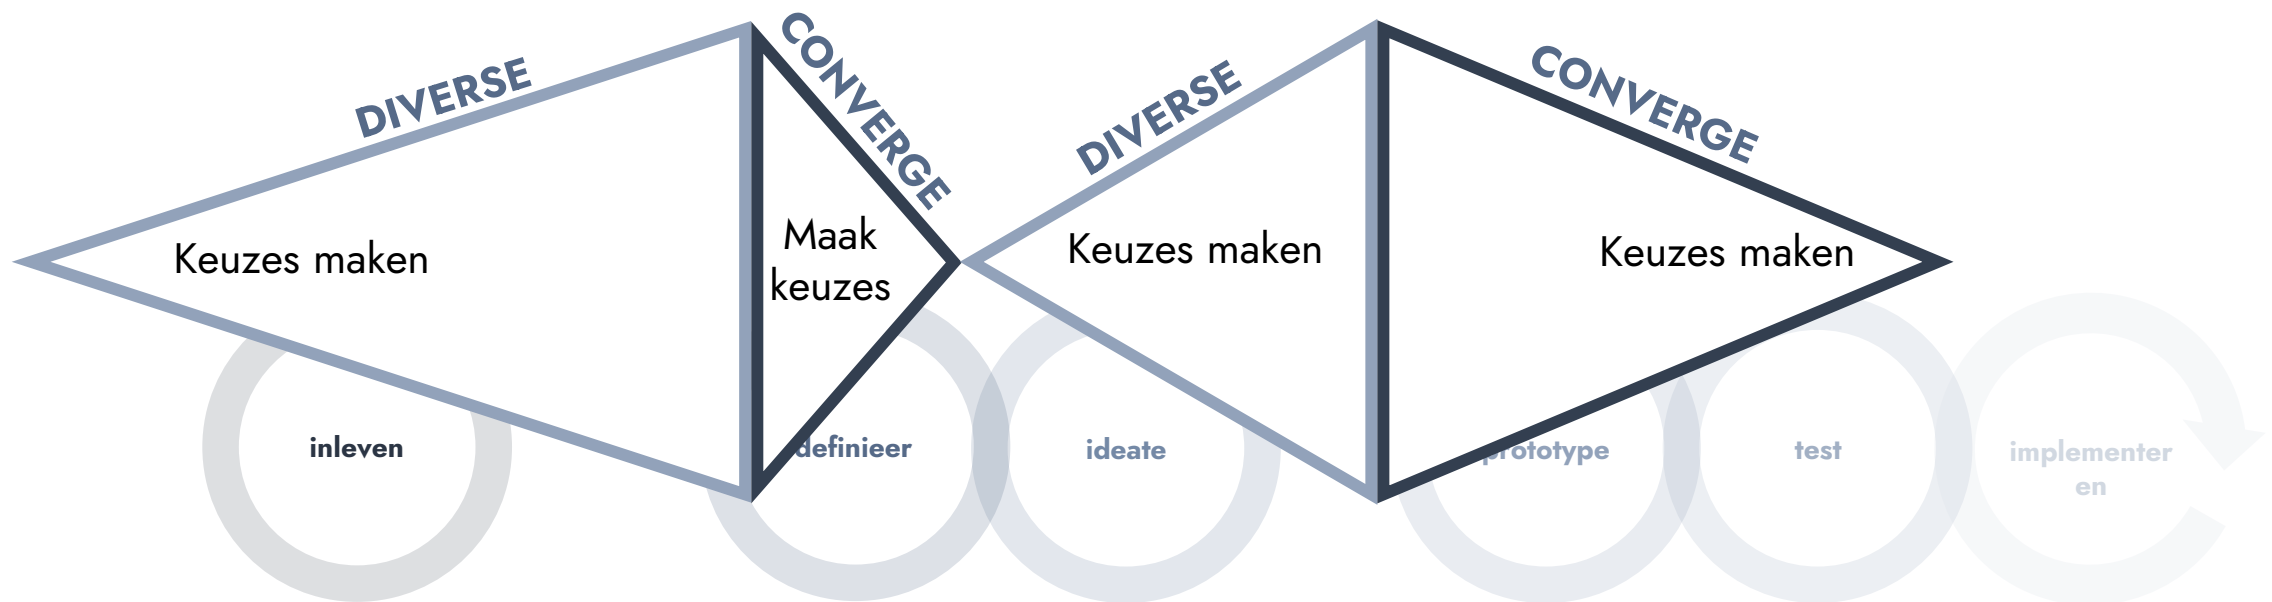 DIVERSE
CONVERGE
DIVERSE
CONVERGE
Keuzes maken
Maak
keuzes
Keuzes maken
Keuzes maken
inleven
definieer
ideate
prototype
test
implementer
en